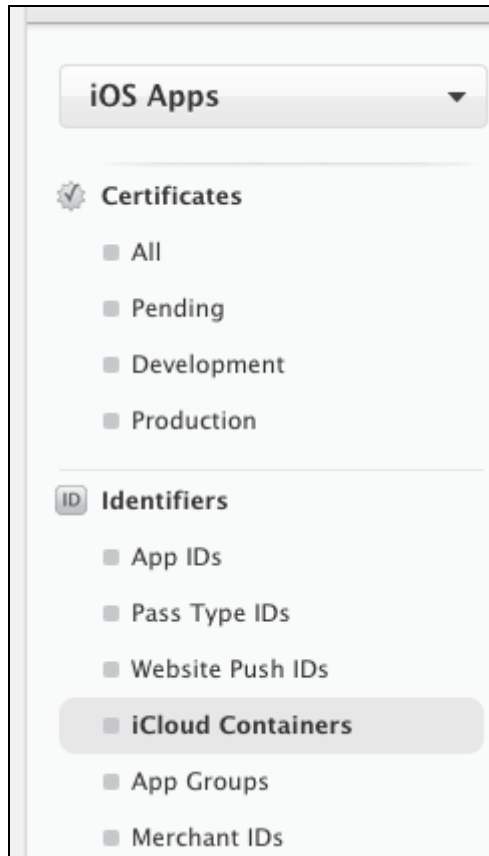 iOS Apps
Certificates
All
Pending
Development
Production
ID Identifiers
App IDs
Pass Type IDs
Website Push IDs
iCloud Containers
App Groups
Merchant IDs